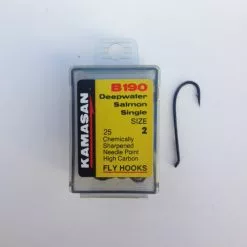 KAMASAN
B190
Deepwater
Salmon
Single
SIZE
25 2
Chemically
Sharpened
Needle Point
High Carbon
FLY HOOKS